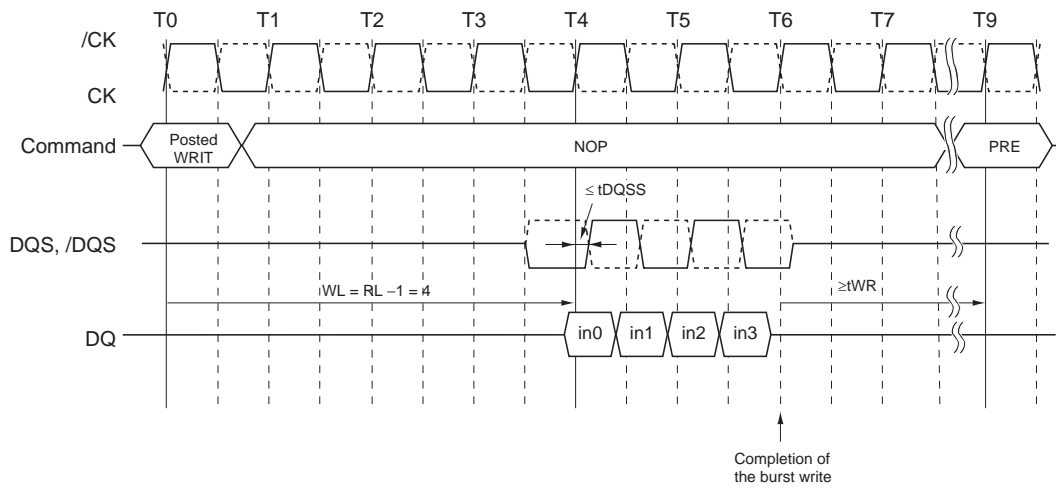 T0 T1 T2 T3 T4 T5 T6 T7 T9
/CK
CK
Command
Posted
WRIT
NOP
PRE
≤ tDQSS
DQS, /DQS
WL = RL −1 = 4
≥tWR
DQ
in0 in1 in2 in3
Completion of
the burst write